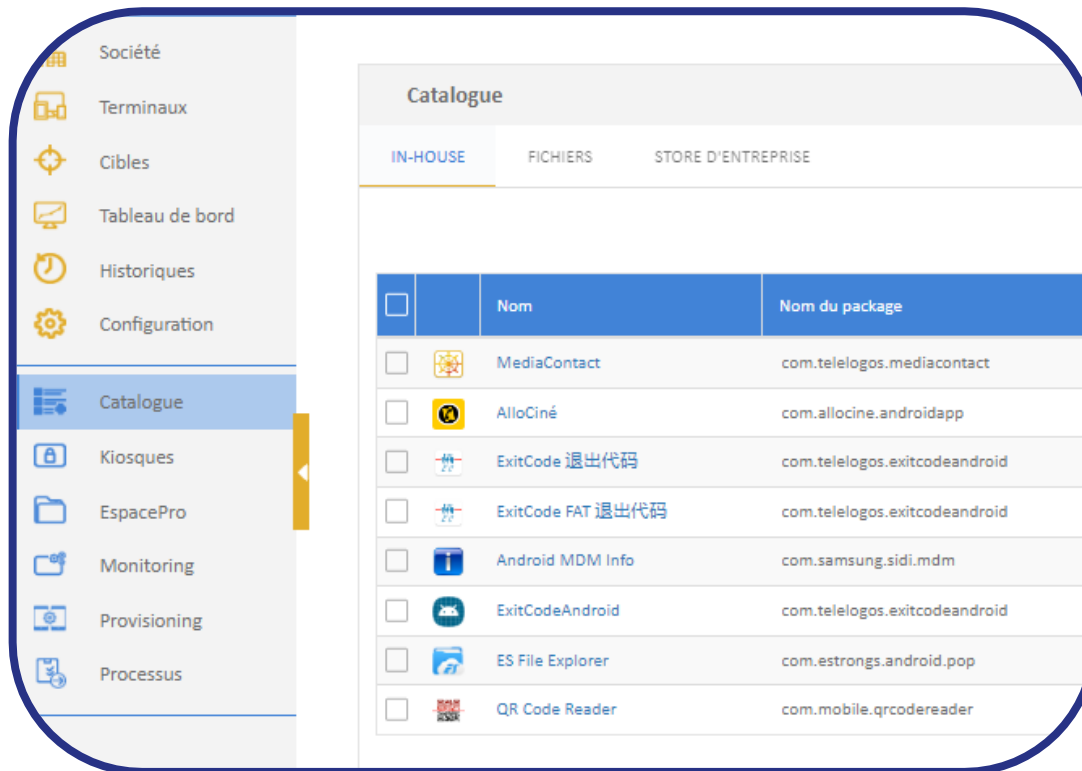 Société
Terminaux
Cibles
Tableau de bord
Historiques
Configuration
Catalogue
Kiosques
EspacePro
Monitoring
Provisioning
Processus
Catalogue
IN-HOUSE FICHIERS STORE D'ENTREPRISE
Nom Nom du package
MediaContact com.telelogos.mediacontact
AlloCiné com.allocine.androidapp
ExitCode 退出代码 com.telelogos.exitcodeandroid
ExitCode FAT 退出代码 com.telelogos.exitcodeandroid
Android MDM Info com.samsung.sidi.mdm
ExitCodeAndroid com.telelogos.exitcodeandroid
ES File Explorer com.estrongs.android.pop
QR Code Reader com.mobile.qrcodereader